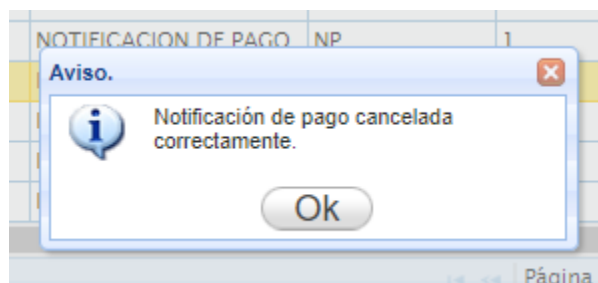 NOTIFICACION DE PAGO NP 1
Aviso.
Notificación de pago cancelada
correctamente.
Ok
Página